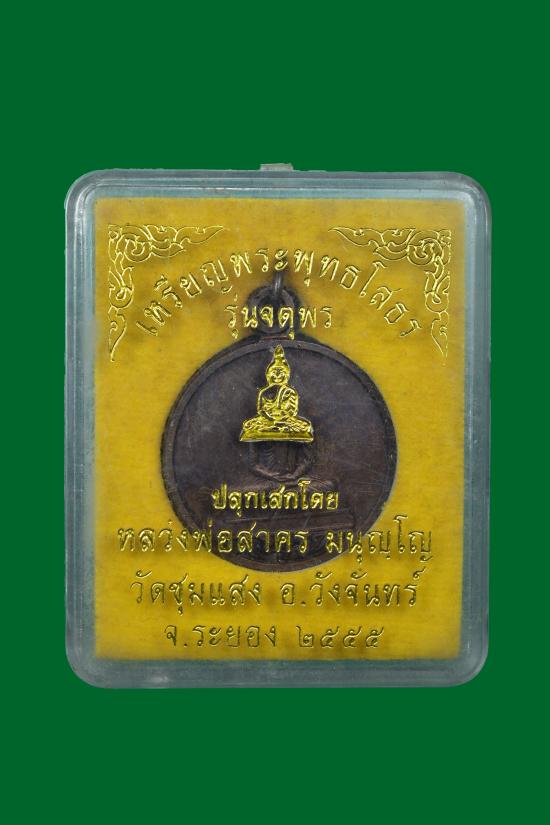 เหรียญพระพุทธโสธร
รุ่นจตุพร
ปลุกเสกโดย
หลวงพ่อสาคร มนุญฺโญ
วัดชุมแสง อ.วังจันทร์
จ.ระยอง ๒๕๕๕